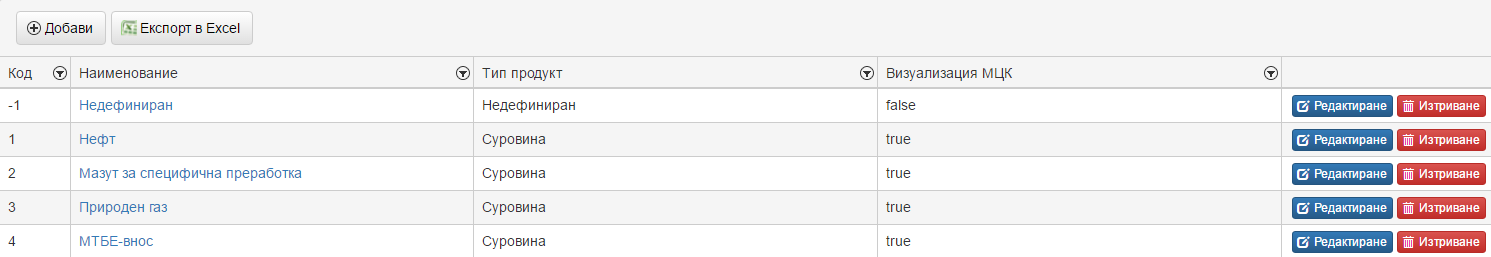 Добави Експорт в Excel
Код Наименование Тип продукт Визуализация МЦК
-1 Недефиниран Недефиниран false Редактиране Изтриване
1 Нефт Суровина true Редактиране Изтриване
2 Мазут за специфична преработка Суровина true Редактиране Изтриване
3 Природен газ Суровина true Редактиране Изтриване
4 МТБЕ-внос Суровина true Редактиране Изтриване